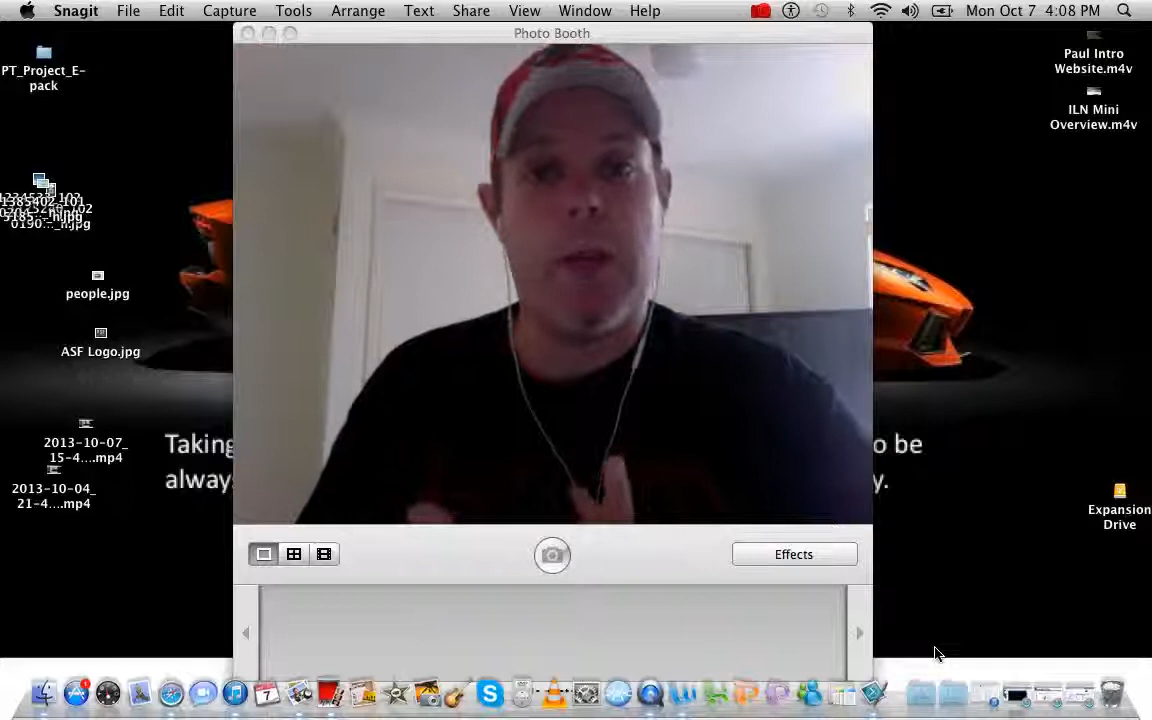 Snagit File Edit Capture Tools Arrange Text Share View Window Help Mon Oct 7 4:08 PM
Photo Booth
PT_Project_E-
pack
Paul Intro
Website.m4v
ILN Mini
Overview.m4v
people.jpg
ASF Logo.jpg
2013-10-07_
15-4....mp4
2013-10-04_
21-4....mp4
Taking
o be
alway
y.
Expansion
Drive
Effects